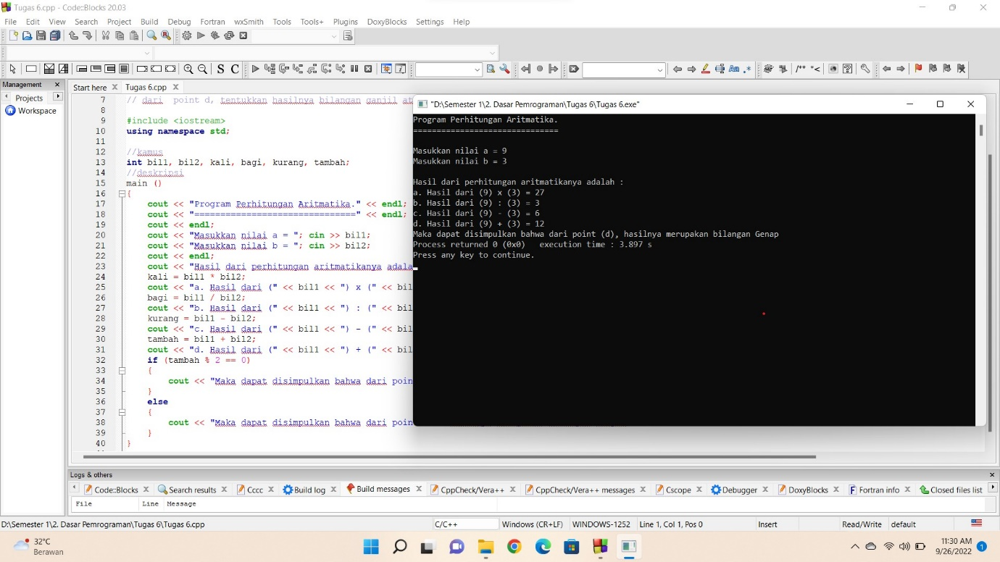 Tugas 6.cpp - Code::Blocks 20.03
File Edit View Search Project Build Debug Fortran wxSmith Tools Tools+ Plugins DoxyBlocks Settings Help
S C
/** *<
Aa .*
Management
Projects
Workspace
Start here
Tugas 6.cpp
7 // dari point d, tentukkan hasilnya bilangan ganjil at
8
9 #include <iostream>
10 using namespace std;
11
12 //kamus
13 int bil1, bil2, kali, bagi, kurang, tambah;
14 //deskripsi
15 main ()
16 {
17 cout << "Program Perhitungan Aritmatika." << endl;
18 cout << "===============================" << endl;
19 cout << endl;
20 cout << "Masukkan nilai a = "; cin >> bil1;
21 cout << "Masukkan nilai b = "; cin >> bil2;
22 cout << endl;
23 cout << "Hasil dari perhitungan aritmatikanya adala
24 kali = bil1 * bil2;
25 cout << "a. Hasil dari (" << bil1 << ") x (" << bil
26 bagi = bil1 / bil2;
27 cout << "b. Hasil dari (" << bil1 << ") : (" << bil
28 kurang = bil1 - bil2;
29 cout << "c. Hasil dari (" << bil1 << ") - (" << bil
30 tambah = bil1 + bil2;
31 cout << "d. Hasil dari (" << bil1 << ") + (" << bil
32 if (tambah % 2 == 0)
33 {
34 cout << "Maka dapat disimpulkan bahwa dari poin
35 }
36 else
37 {
38 cout << "Maka dapat disimpulkan bahwa dari poin
39 }
40 }
"D:\Semester 1\2. Dasar Pemrograman\Tugas 6\Tugas 6.exe"
Program Perhitungan Aritmatika.
===============================
Masukkan nilai a = 9
Masukkan nilai b = 3
Hasil dari perhitungan aritmatikanya adalah :
a. Hasil dari (9) x (3) = 27
b. Hasil dari (9) : (3) = 3
c. Hasil dari (9) - (3) = 6
d. Hasil dari (9) + (3) = 12
Maka dapat disimpulkan bahwa dari point (d), hasilnya merupakan bilangan Genap
Process returned 0 (0x0) execution time : 3.897 s
Press any key to continue.
Logs & others
Code::Blocks Search results Cccc Build log Build messages CppCheck/Vera++ CppCheck/Vera++ messages Cscope Debugger DoxyBlocks Fortran info Closed files list
File Line Message
D:\Semester 1\2. Dasar Pemrograman\Tugas 6\Tugas 6.cpp C/C++ Windows (CR+LF) WINDOWS-1252 Line 1, Col 1, Pos 0 Insert Read/Write default
32°C
Berawan
11:30 AM
9/26/2022
1